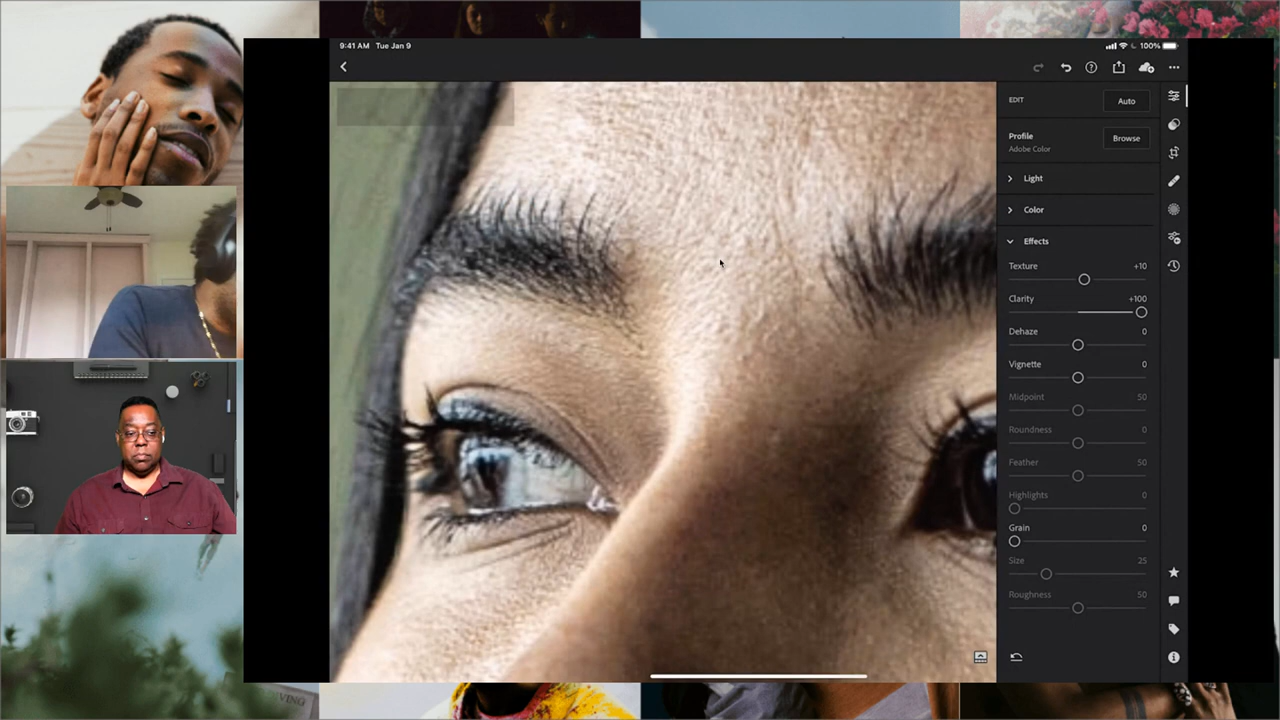 9:41 AM Tue Jan 9
100%
EDIT
Auto
Profile
Adobe Color
Browse
Light
Color
Effects
Texture +10
Clarity +100
Dehaze 0
Vignette 0
Midpoint 50
Roundness 0
Feather 50
Highlights 0
Grain 0
Size 25
Roughness 50
VING